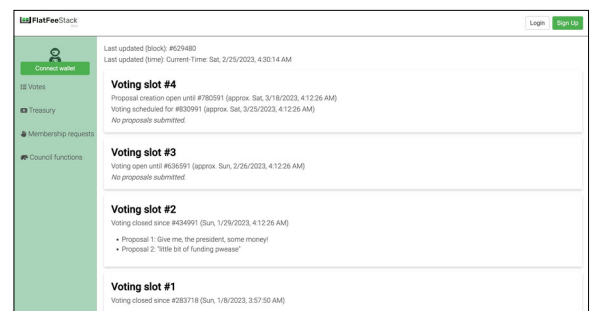 FlatFeeStack
Login
Sign Up
Connect wallet
Votes
Treasury
Membership requests
Council functions
Last updated (block): #629480
Last updated (time): Current-Time: Sat, 2/25/2023, 4:30:14 AM
Voting slot #4
Proposal creation open until #780591 (approx. Sat, 3/18/2023, 4:12:26 AM)
Voting scheduled for #830991 (approx. Sat, 3/25/2023, 4:12:26 AM)
No proposals submitted.
Voting slot #3
Voting open until #636591 (approx. Sun, 2/26/2023, 4:12:26 AM)
No proposals submitted.
Voting slot #2
Voting closed since #434991 (Sun, 1/29/2023, 4:12:26 AM)
• Proposal 1: Give me, the president, some money!
• Proposal 2: "little bit of funding pwease"
Voting slot #1
Voting closed since #283718 (Sun, 1/8/2023, 3:57:50 AM)